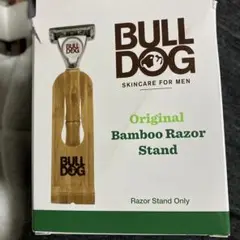 BULL
DOG
SKINCARE FOR MEN
Original
Bamboo Razor
Stand
BULL
DOG
Razor Stand Only